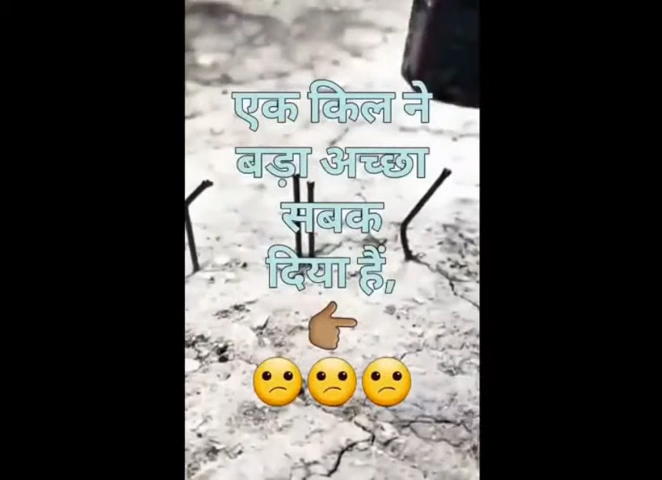 एक किल ने
बड़ा अच्छा
सबक
दिया हैं,